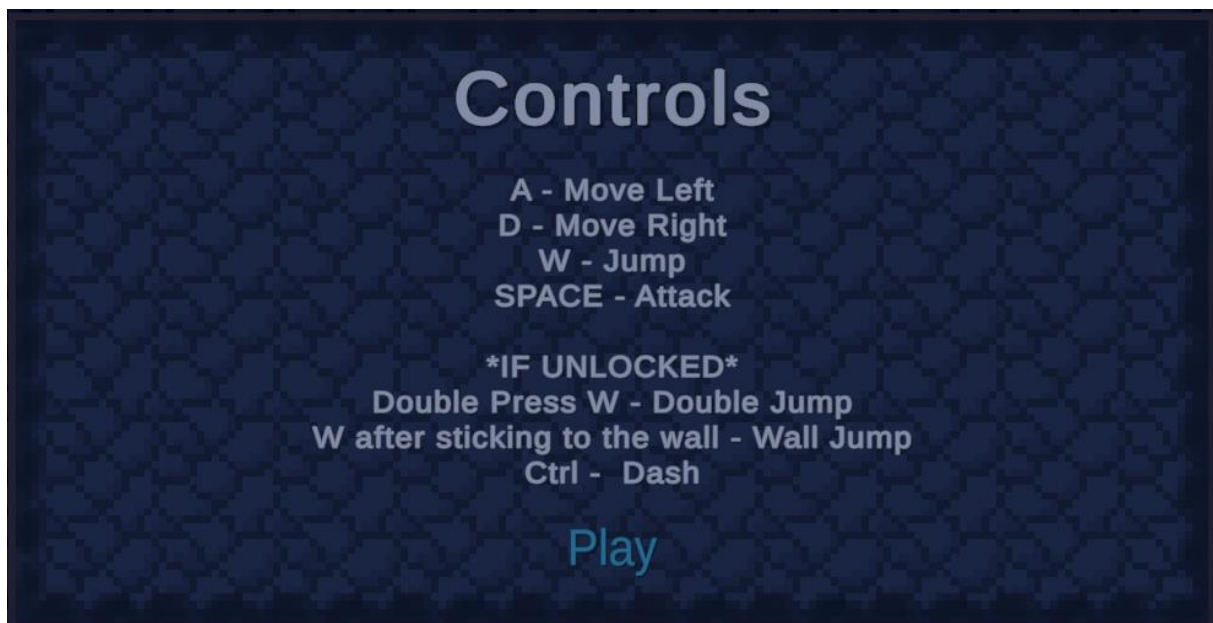 Controls
A - Move Left
D - Move Right
W - Jump
SPACE - Attack
*IF UNLOCKED*
Double Press W - Double Jump
W after sticking to the wall - Wall Jump
Ctrl -  Dash
Play